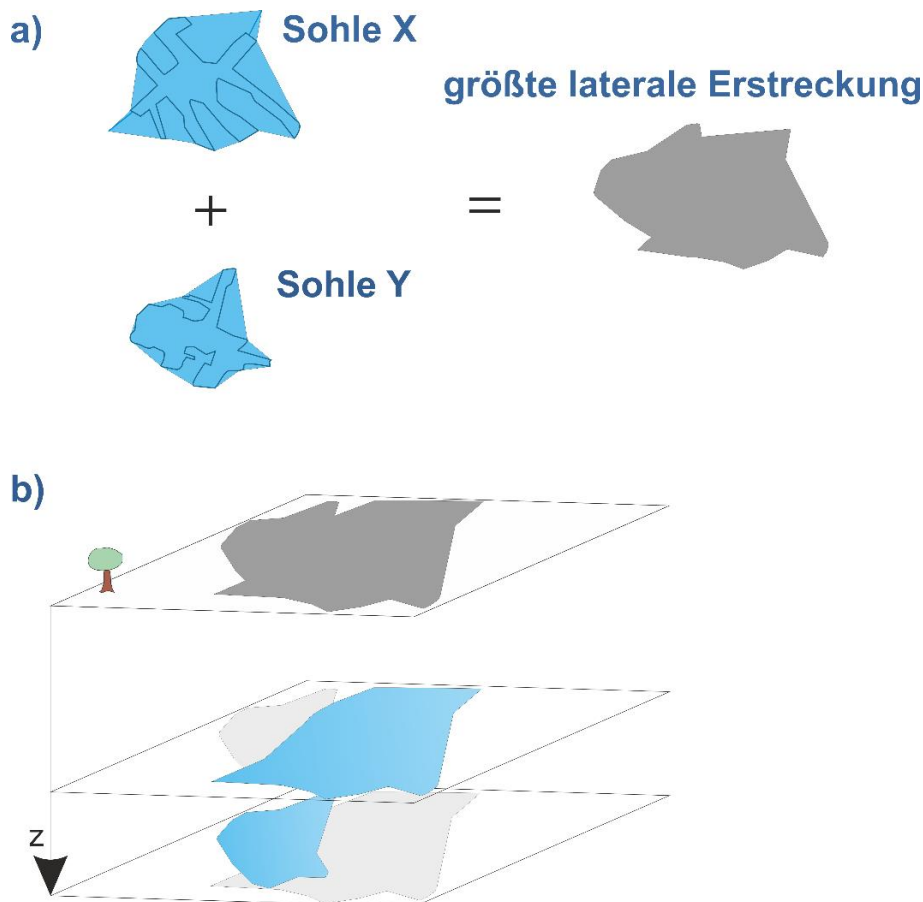 a)
Sohle X
größte laterale Erstreckung
+
=
Sohle Y
b)
z